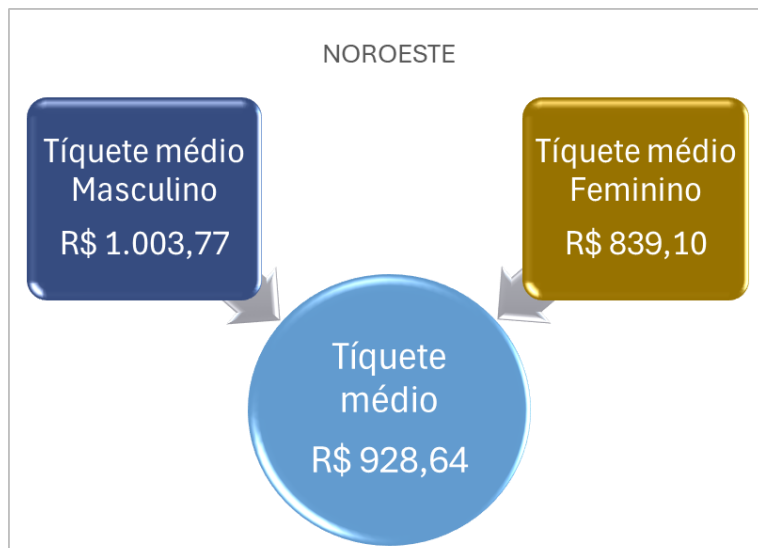 NOROESTE
Tíquete médio
Masculino
R$ 1.003,77
Tíquete médio
Feminino
R$ 839,10
Tíquete
médio
R$ 928,64